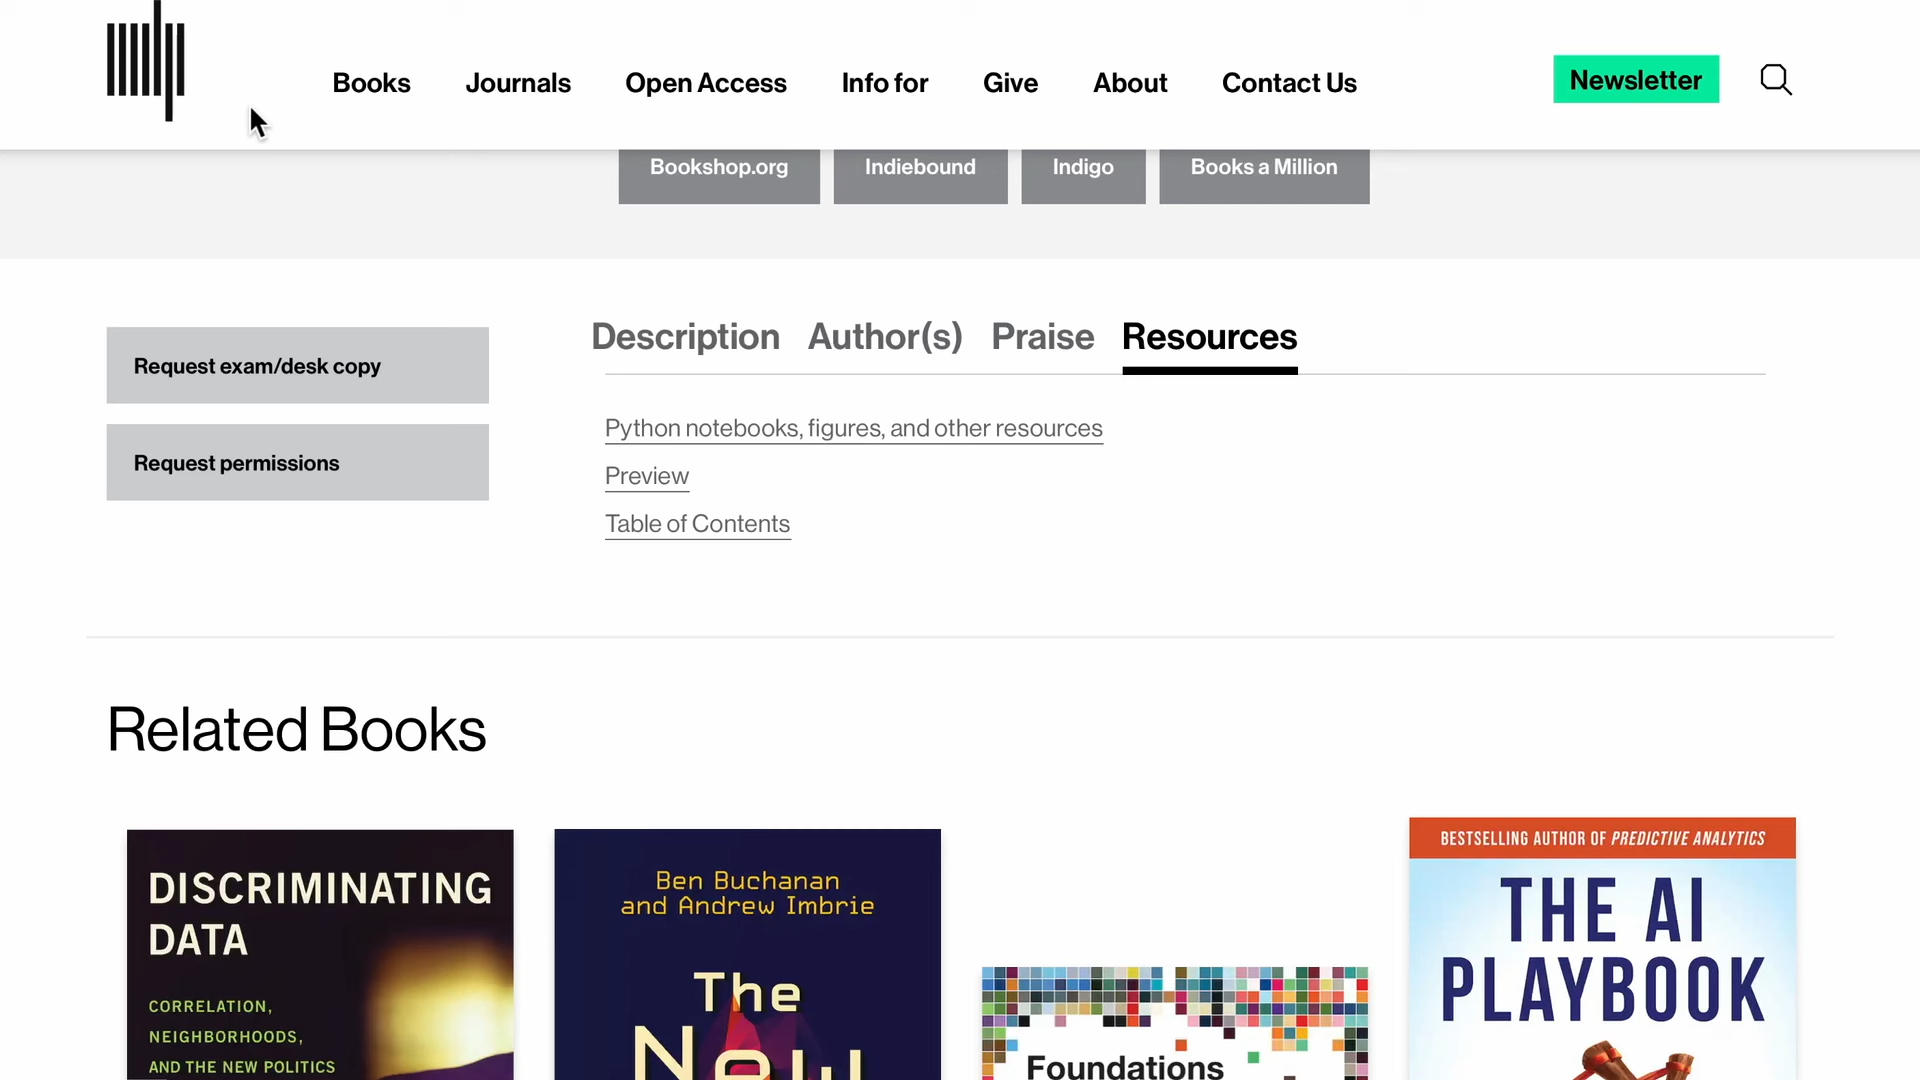 Books Journals Open Access Info for Give About Contact Us Newsletter
Bookshop.org Indiebound Indigo Books a Million
Request exam/desk copy
Request permissions
Description Author(s) Praise Resources
Python notebooks, figures, and other resources
Preview
Table of Contents
Related Books
DISCRIMINATING
DATA
CORRELATION,
NEIGHBORHOODS,
AND THE NEW POLITICS
Ben Buchanan
and Andrew Imbrie
The
New
Foundations
BESTSELLING AUTHOR OF PREDICTIVE ANALYTICS
THE AI
PLAYBOOK